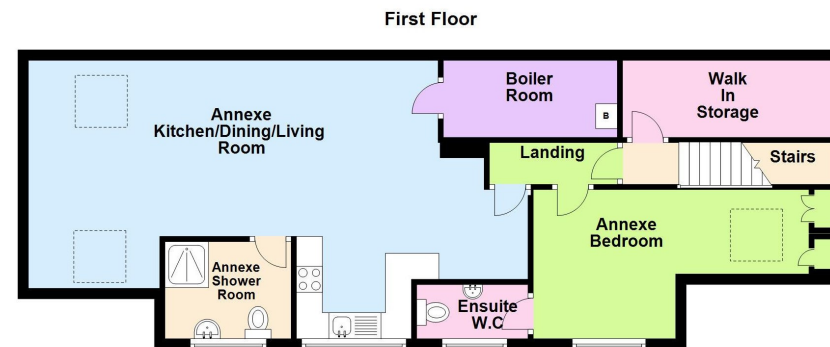 First Floor
Annexe
Kitchen/Dining/Living
Room
Boiler
Room
B
Walk
In
Storage
Landing
Stairs
Annexe
Bedroom
Annexe
Shower
Room
Ensuite
W.C